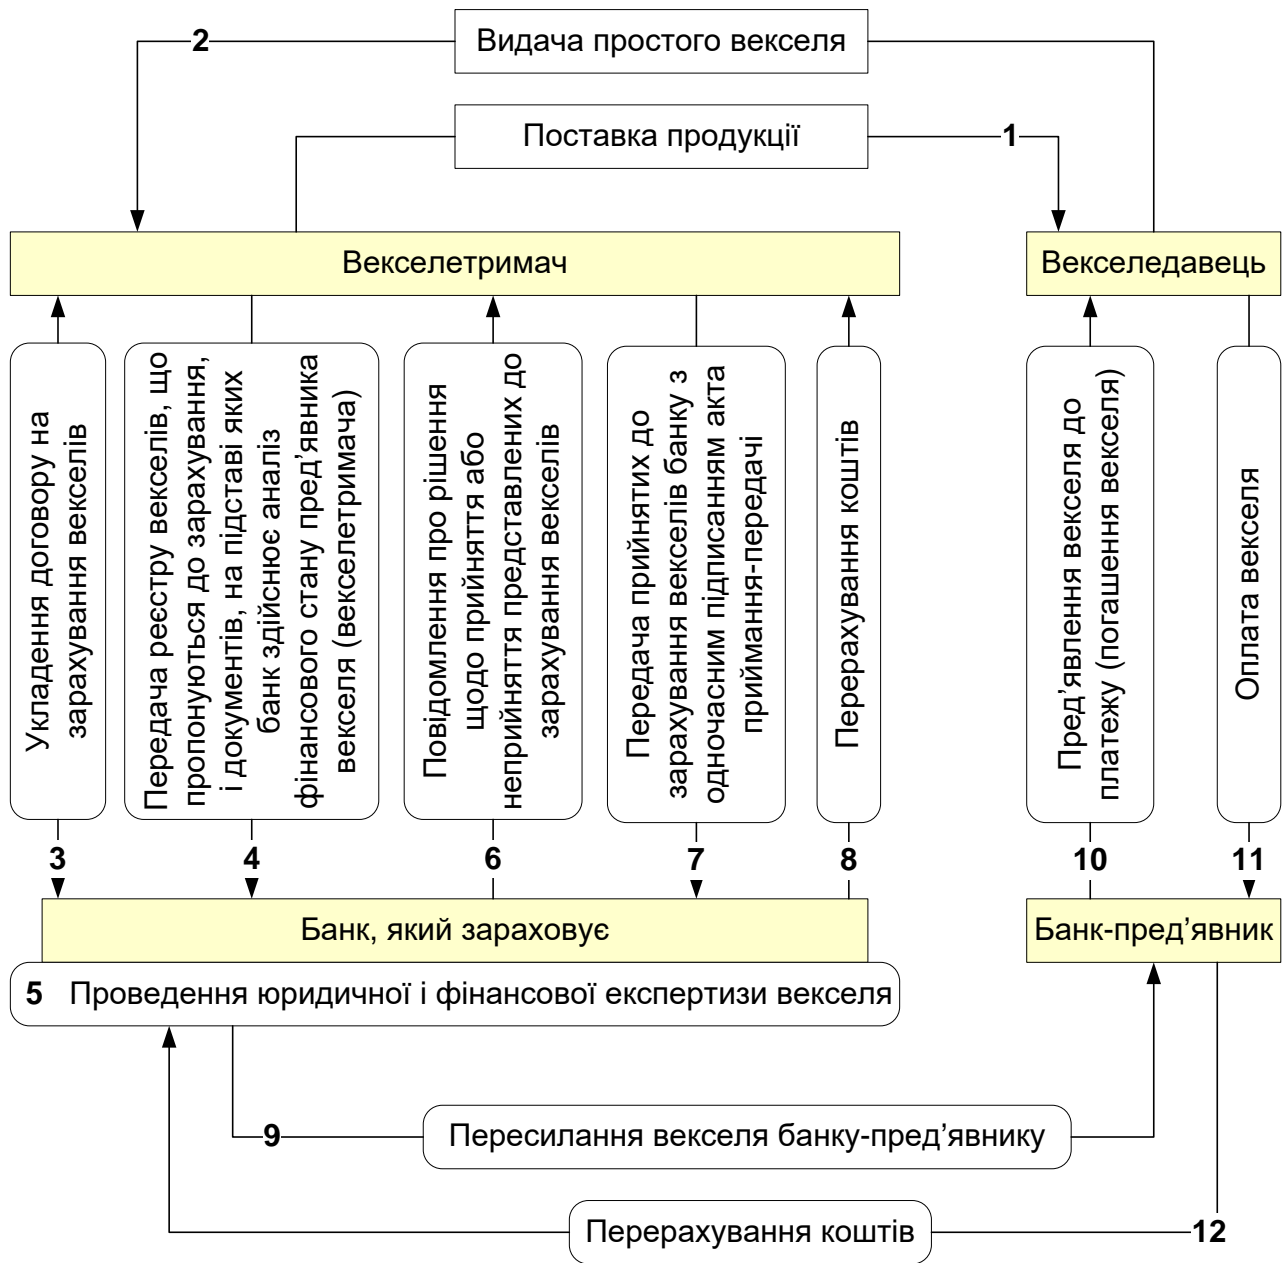 2
Видача простого векселя
Поставка продукції
1
Векселетримач
Векселедавець
Укладення договору на
зарахування векселів
Передача реєстру векселів, що
пропонуються до зарахування,
і документів, на підставі яких
банк здійснює аналіз
фінансового стану пред’явника
векселя (векселетримача)
Повідомлення про рішення
щодо прийняття або
неприйняття представлених до
зарахування векселів
Передача прийнятих до
зарахування векселів банку з
одночасним підписанням акта
приймання-передачі
Перерахування коштів
Пред’явлення векселя до
платежу (погашення векселя)
Оплата векселя
3
4
6
7
8
10
11
Банк, який зараховує
Банк-пред’явник
5 Проведення юридичної і фінансової експертизи векселя
9
Пересилання векселя банку-пред’явнику
Перерахування коштів
12